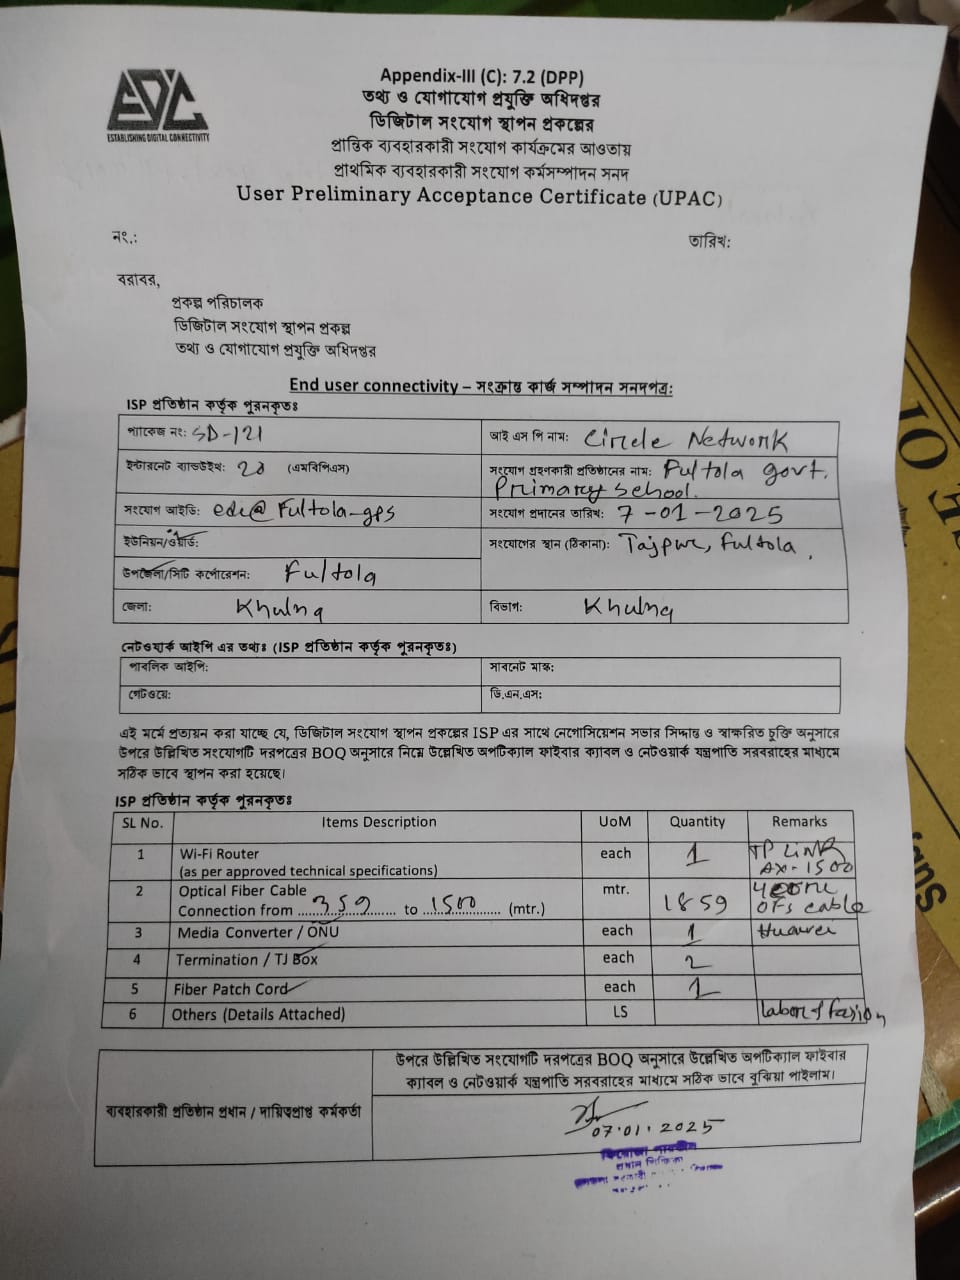 EDC
ESTABLISHING DIGITAL CONNECTIVITY
Appendix-III (C): 7.2 (DPP)
তথ্য ও যোগাযোগ প্রযুক্তি অধিদপ্তর
ডিজিটাল সংযোগ স্থাপন প্রকল্পের
প্রান্তিক ব্যবহারকারী সংযোগ কার্যক্রমের আওতায়
প্রাথমিক ব্যবহারকারী সংযোগ কর্মসম্পাদন সনদ
User Preliminary Acceptance Certificate (UPAC)
নং.: তারিখ:
বরাবর,
প্রকল্প পরিচালক
ডিজিটাল সংযোগ স্থাপন প্রকল্প
তথ্য ও যোগাযোগ প্রযুক্তি অধিদপ্তর
End user connectivity – সংক্রান্ত কার্জ সম্পাদন সনদপত্র:
ISP প্রতিষ্ঠান কর্তৃক পূরনকৃতঃ
প্যাকেজ নং: SD-121 আই এস পি নাম: Circle Network
ইন্টারনেট ব্যান্ডউইথ: 20 (এমবিপিএস) সংযোগ গ্রহণকারী প্রতিষ্ঠানের নাম: Fultola govt.
Primary School.
সংযোগ আইডি: edc@Fultola-gps সংযোগ প্রদানের তারিখ: 7-01-2025
ইউনিয়ন/ওয়ার্ড: সংযোগের স্থান (ঠিকানা): Tajpur, Fultola,
উপজেলা/সিটি কর্পোরেশন: Fultola
জেলা: Khulna বিভাগ: Khulna
নেটওয়ার্ক আইপি এর তথ্যঃ (ISP প্রতিষ্ঠান কর্তৃক পূরনকৃতঃ)
পাবলিক আইপি: সাবনেট মাস্ক:
গেটওয়ে: ডি.এন.এস:
এই মর্মে প্রত্যয়ন করা যাচ্ছে যে, ডিজিটাল সংযোগ স্থাপন প্রকল্পের ISP এর সাথে নেগোসিয়েশন সভার সিদ্ধান্ত ও স্বাক্ষরিত চুক্তি অনুসারে
উপরে উল্লিখিত সংযোগটি দরপত্রের BOQ অনুসারে নিম্নে উল্লেখিত অপটিক্যাল ফাইবার ক্যাবল ও নেটওয়ার্ক যন্ত্রপাতি সরবরাহের মাধ্যমে
সঠিক ভাবে স্থাপন করা হয়েছে।
ISP প্রতিষ্ঠান কর্তৃক পূরনকৃতঃ
SL No. Items Description UoM Quantity Remarks
1 Wi-Fi Router each 1 TP Link
(as per approved technical specifications) AX-1500
2 Optical Fiber Cable mtr.
Connection from 359 to 1500 (mtr.) 1859 OFs cable
3 Media Converter / ONU each 1 Huawei
4 Termination / TJ Box each 2
5 Fiber Patch Cord each 1
6 Others (Details Attached) LS
উপরে উল্লিখিত সংযোগটি দরপত্রের BOQ অনুসারে উল্লেখিত অপটিক্যাল ফাইবার
ক্যাবল ও নেটওয়ার্ক যন্ত্রপাতি সরবরাহের মাধ্যমে সঠিক ভাবে বুঝিয়া পাইলাম।
ব্যবহারকারী প্রতিষ্ঠান প্রধান / দায়িত্বপ্রাপ্ত কর্মকর্তা
07.01.2025
প্রধান শিক্ষিকা